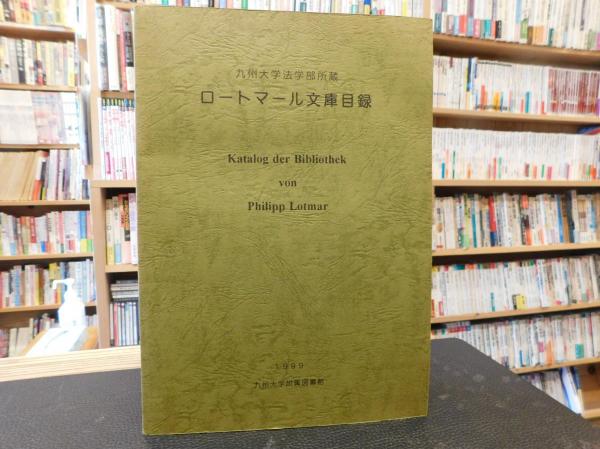 九州大学法学部所蔵
ロートマール文庫目録
Katalog der Bibliothek
von
Philipp Lotmar
1999
九州大学附属図書館